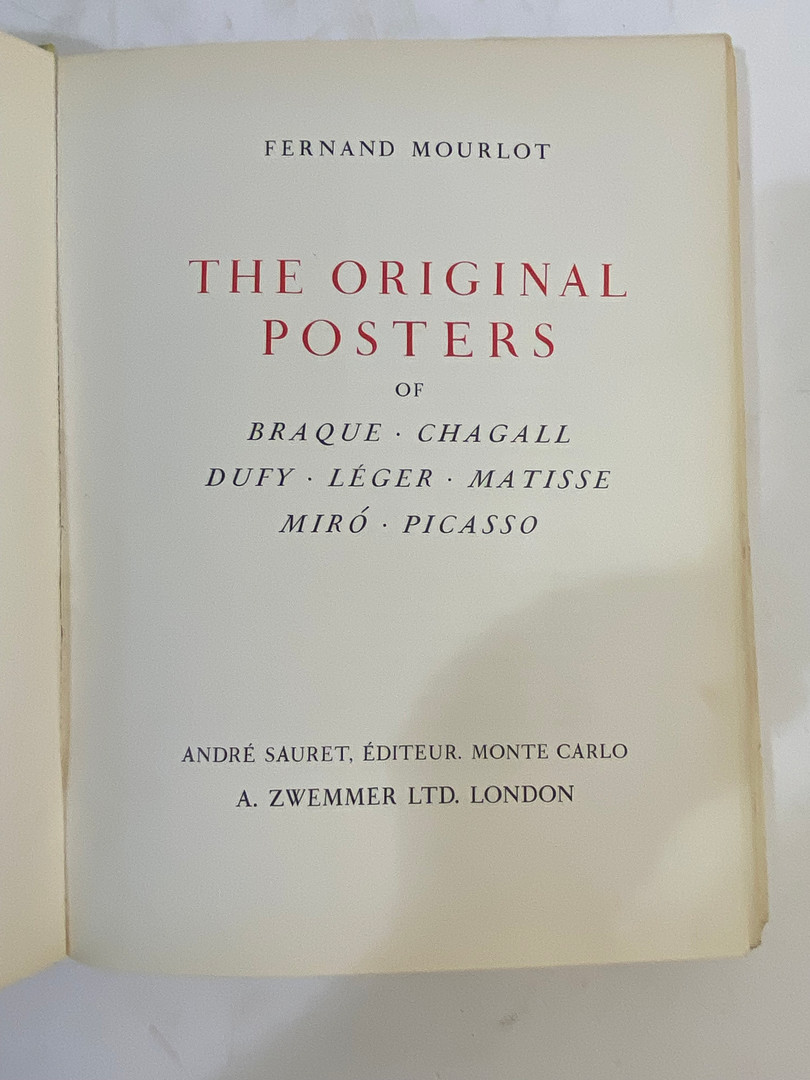 FERNAND MOURLOT
THE ORIGINAL
POSTERS
OF
BRAQUE · CHAGALL
DUFY · LÉGER · MATISSE
MIRÓ · PICASSO
ANDRÉ SAURET, ÉDITEUR. MONTE CARLO
A. ZWEMMER LTD. LONDON